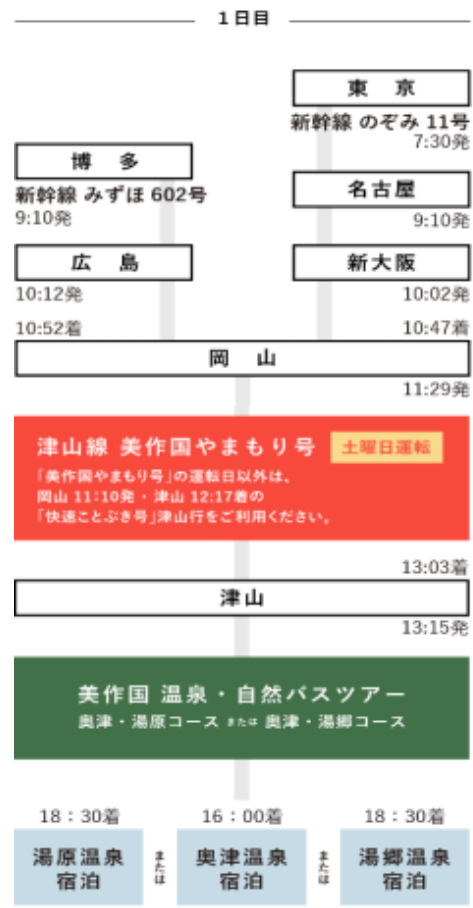 1日目
東 京
新幹線 のぞみ 11号
7:30発
博 多
新幹線 みずほ 602号
9:10発
名古屋
9:10発
広 島
10:12発
10:52着
新大阪
10:02発
10:47着
岡 山
11:29発
津山線 美作国やまもり号 土曜日運転
「美作国やまもり号」の運転日以外は、
岡山 11:10発・津山 12:17着の
「快速ことぶき号」津山行をご利用ください。
13:03着
津山
13:15発
美作国 温泉・自然バスツアー
奥津・湯原コース または 奥津・湯郷コース
18：30着
湯原温泉
宿泊
または
16：00着
奥津温泉
宿泊
または
18：30着
湯郷温泉
宿泊